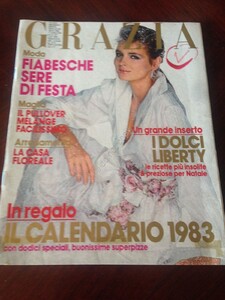 GRAZIA
Moda
FIABESCHE
SERE
DI FESTA
Maglia
IL PULLOVER
MELANGE
FACILISSIMO
Arredamento
LA CASA
FLOREALE
Un grande inserto
I DOLCI
LIBERTY
le ricette più insolite
e preziose per Natale
In regalo
IL CALENDARIO 1983
con dodici speciali, buonissime superpizze